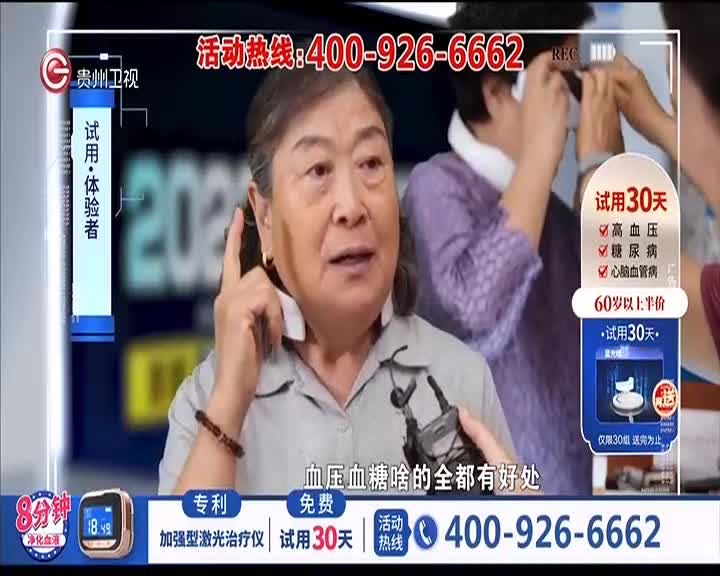 活动热线:400-926-6662
REC
贵州卫视
试用·体验者
202
试用30天
高血压
糖尿病
心脑血管病
60岁以上半价
·试用30天·
送
仅限30组 送完为止
血压血糖啥的全都有好处
8分钟
净化血液
18.49
专利
加强型激光治疗仪
免费
试用30天
活动
热线
400-926-6662